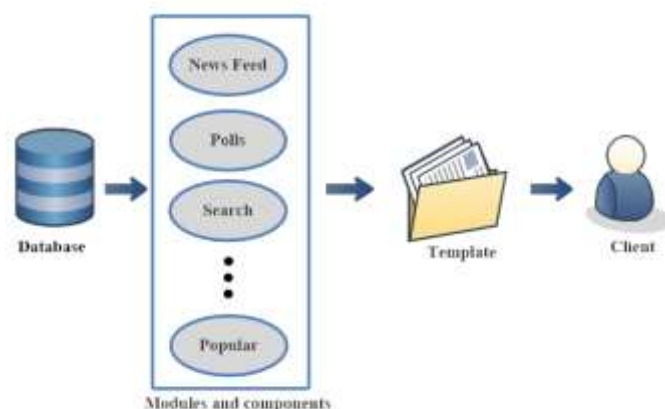 News Feed
Polls
Search
Popular
Database
Template
Client
Modules and components